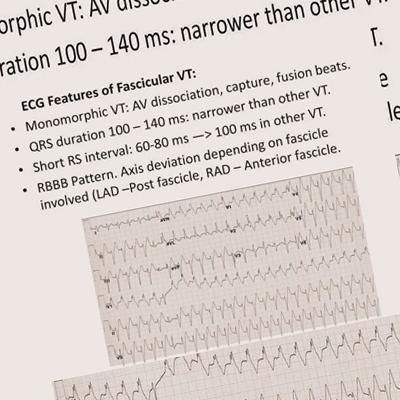 orphic VT: AV
ration 100 – 140 ms: narrower than other
ECG Features of Fascicular VT:
• Monomorphic VT: AV dissociation, capture, fusion beats.
• QRS duration 100 – 140 ms: narrower than other VT.
• Short RS interval: 60-80 ms —> 100 ms in other VT.
• RBBB Pattern. Axis deviation depending on fascicle
involved (LAD –Post fascicle, RAD – Anterior fascicle.
T.
e
le